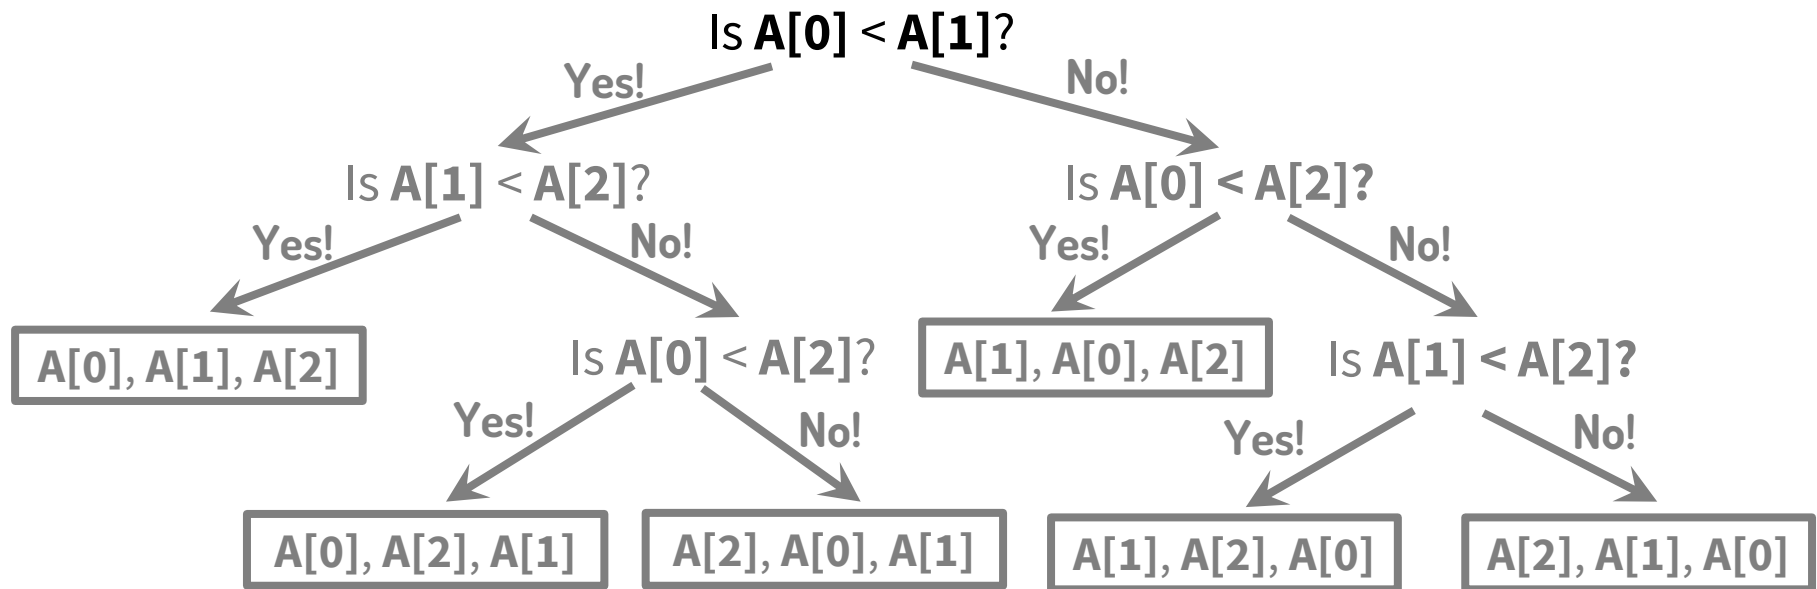 Is A[0] < A[1]?
Yes!
No!
Is A[1] < A[2]?
Is A[0] < A[2]?
Yes!
No!
Yes!
No!
A[0], A[1], A[2]
Is A[0] < A[2]?
A[1], A[0], A[2]
Is A[1] < A[2]?
Yes!
No!
Yes!
No!
A[0], A[2], A[1]
A[2], A[0], A[1]
A[1], A[2], A[0]
A[2], A[1], A[0]